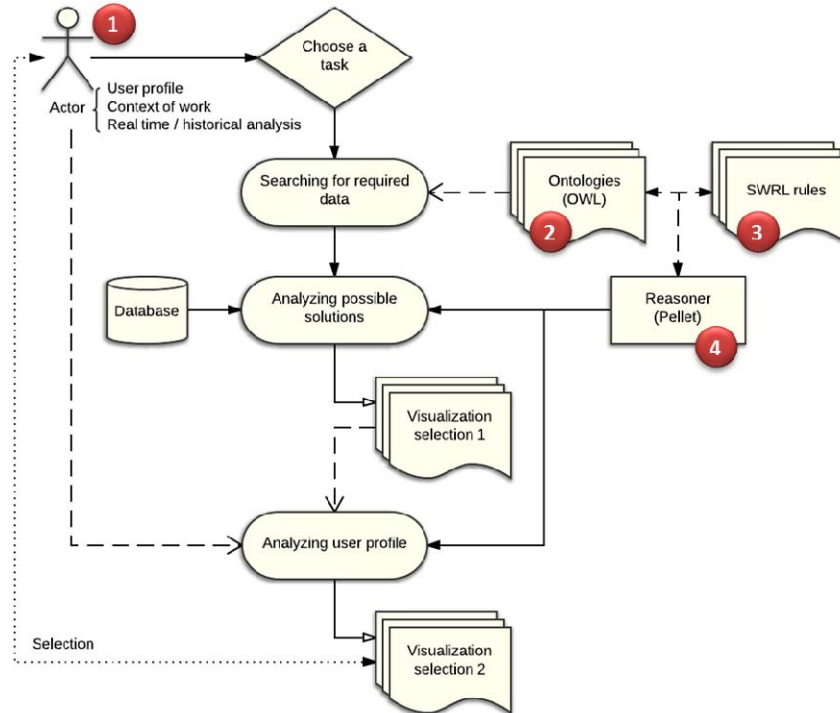 1
Choose a
task
Actor
User profile
Context of work
Real time / historical analysis
Searching for required
data
Ontologies
(OWL)
2
SWRL rules
3
Database
Analyzing possible
solutions
Reasoner
(Pellet)
4
Visualization
selection 1
Analyzing user profile
Selection
Visualization
selection 2